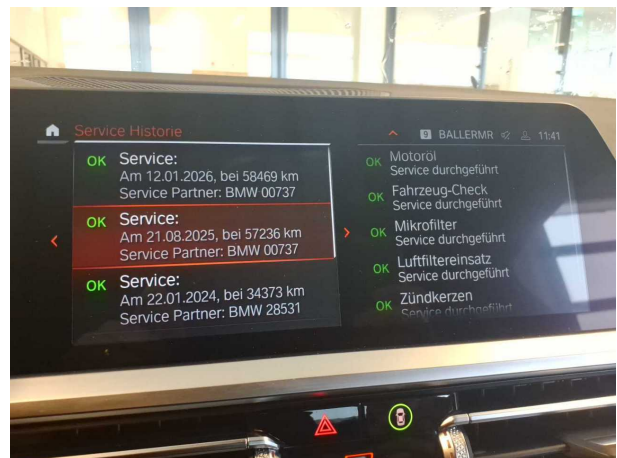 Service Historie
OK Service:
Am 12.01.2026, bei 58469 km
Service Partner: BMW 00737
OK Service:
Am 21.08.2025, bei 57236 km
Service Partner: BMW 00737
OK Service:
Am 22.01.2024, bei 34373 km
Service Partner: BMW 28531
BALLERMR 11:41
OK Motoröl
Service durchgeführt
OK Fahrzeug-Check
Service durchgeführt
OK Mikrofilter
Service durchgeführt
OK Luftfiltereinsatz
Service durchgeführt
OK Zündkerzen
Service durchgeführt